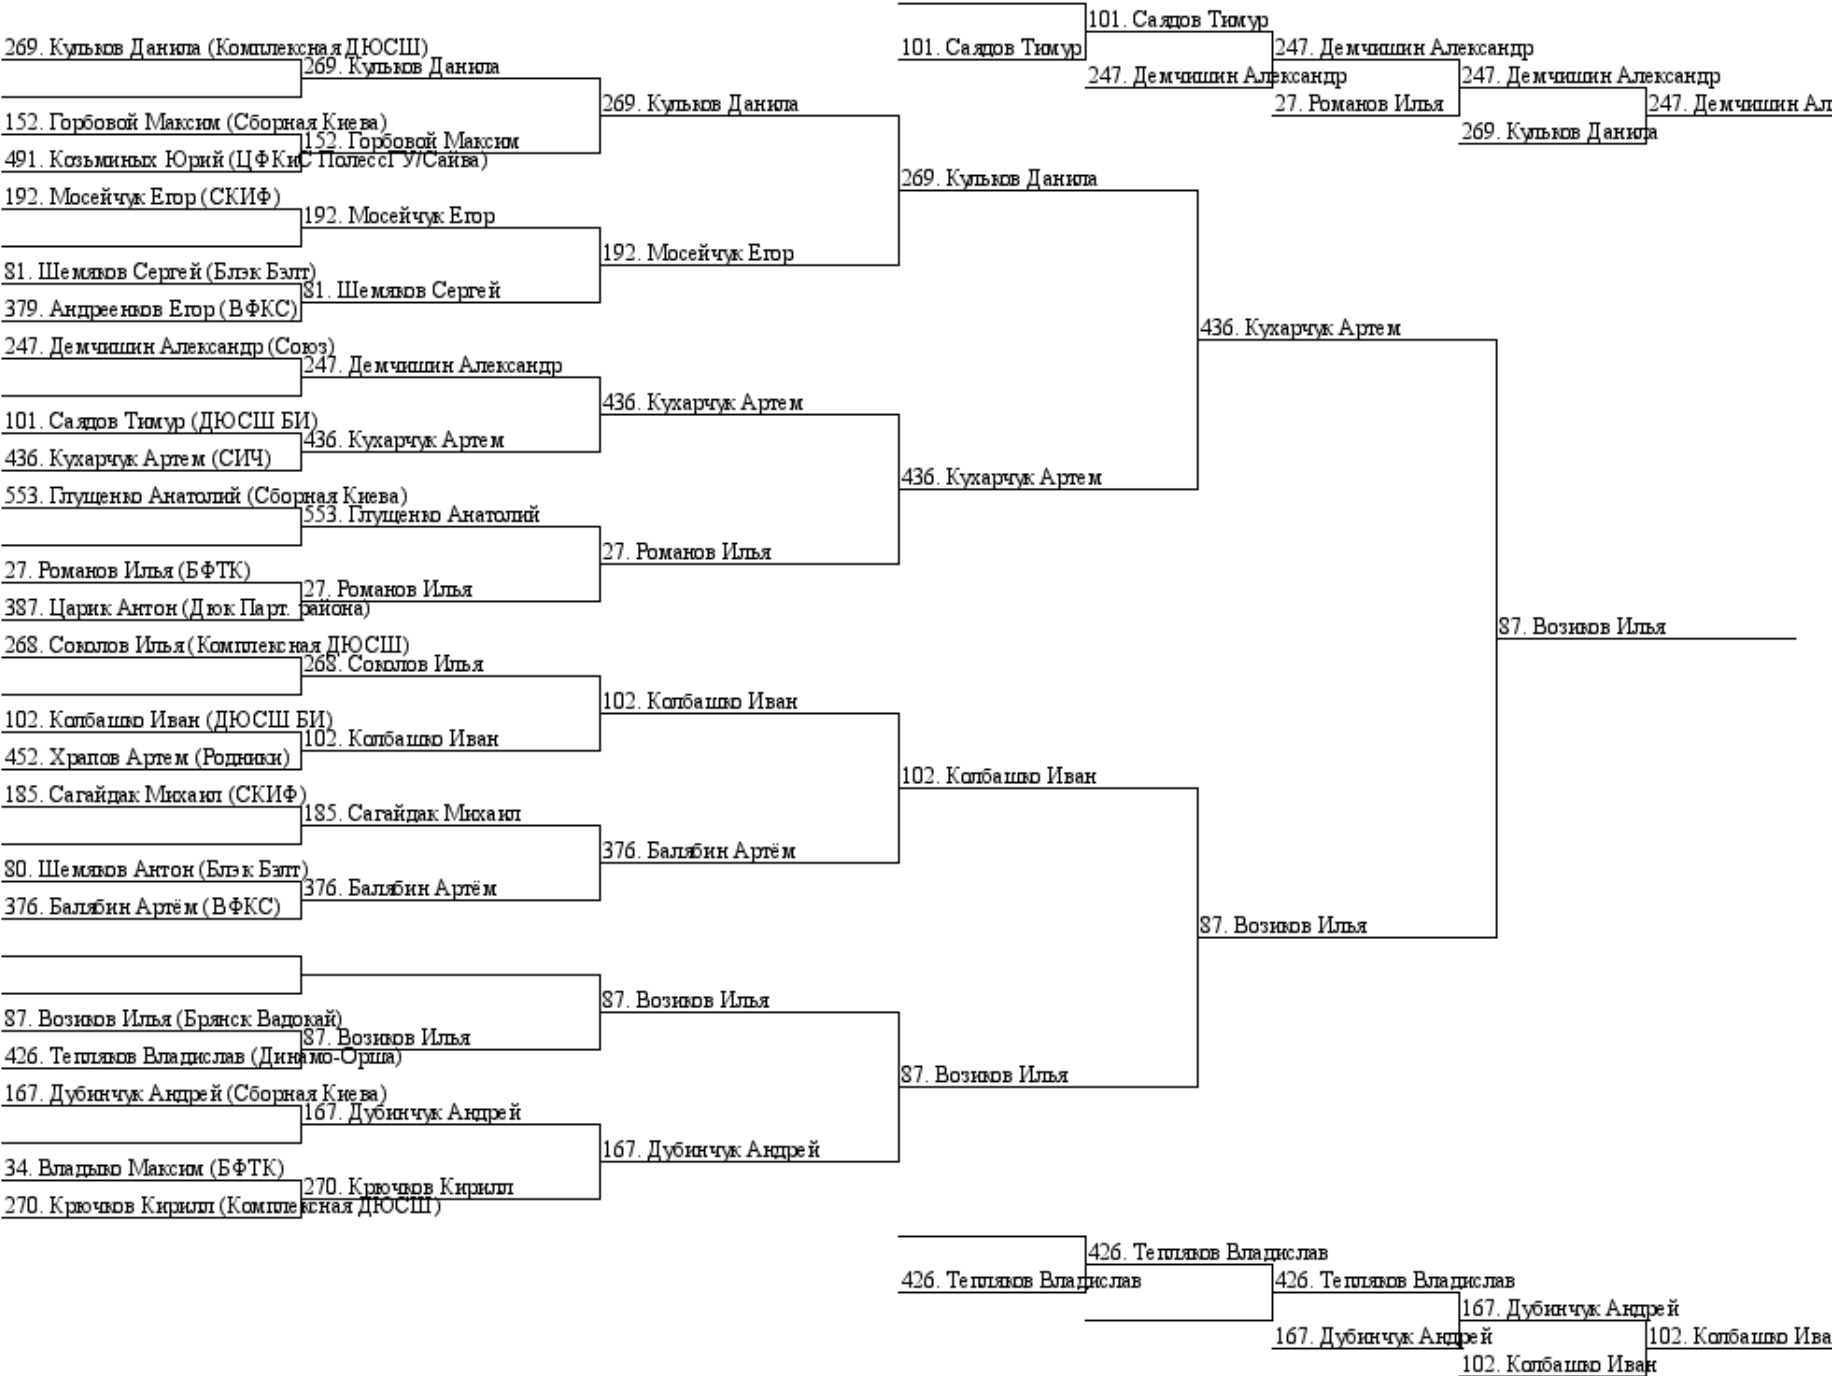 101. Саядов Тимур
101. Саядов Тимур
247. Демчишин Александр
247. Демчишин Александр
27. Романов Илья
247. Демчишин Александр
269. Кульков Данила
247. Демчишин Ал
269. Кульков Данила (Комплексная ДЮСШ)
152. Горбовой Максим (Сборная Киева)
491. Козьминых Юрий (ЦФКиС ПолессГУ/Сайва)
192. Мосейчук Егор (СКИФ)
81. Шемяков Сергей (Блэк Бэлт)
379. Андреенков Егор (ВФКС)
247. Демчишин Александр (Союз)
101. Саядов Тимур (ДЮСШ БИ)
436. Кухарчук Артем (СИЧ)
553. Глущенко Анатолий (Сборная Киева)
27. Романов Илья (БФТК)
387. Царик Антон (Дюк Парт. района)
268. Соколов Илья (Комплексная ДЮСШ)
102. Колбашко Иван (ДЮСШ БИ)
452. Храпов Артем (Родники)
185. Сагайдак Михаил (СКИФ)
80. Шемяков Антон (Блэк Бэлт)
376. Балябин Артём (ВФКС)
87. Возиков Илья (Брянск Вадокай)
426. Тепляков Владислав (Динамо-Орша)
167. Дубинчук Андрей (Сборная Киева)
34. Владыко Максим (БФТК)
270. Крючков Кирилл (Комплексная ДЮСШ)
269. Кульков Данила
152. Горбовой Максим
192. Мосейчук Егор
81. Шемяков Сергей
247. Демчишин Александр
436. Кухарчук Артем
553. Глущенко Анатолий
27. Романов Илья
268. Соколов Илья
102. Колбашко Иван
185. Сагайдак Михаил
376. Балябин Артём
87. Возиков Илья
167. Дубинчук Андрей
270. Крючков Кирилл
269. Кульков Данила
192. Мосейчук Егор
436. Кухарчук Артем
27. Романов Илья
102. Колбашко Иван
376. Балябин Артём
87. Возиков Илья
167. Дубинчук Андрей
269. Кульков Данила
436. Кухарчук Артем
102. Колбашко Иван
87. Возиков Илья
436. Кухарчук Артем
87. Возиков Илья
87. Возиков Илья
426. Тепляков Владислав
426. Тепляков Владислав
426. Тепляков Владислав
167. Дубинчук Андрей
167. Дубинчук Андрей
102. Колбашко Иван
102. Колбашко Ива